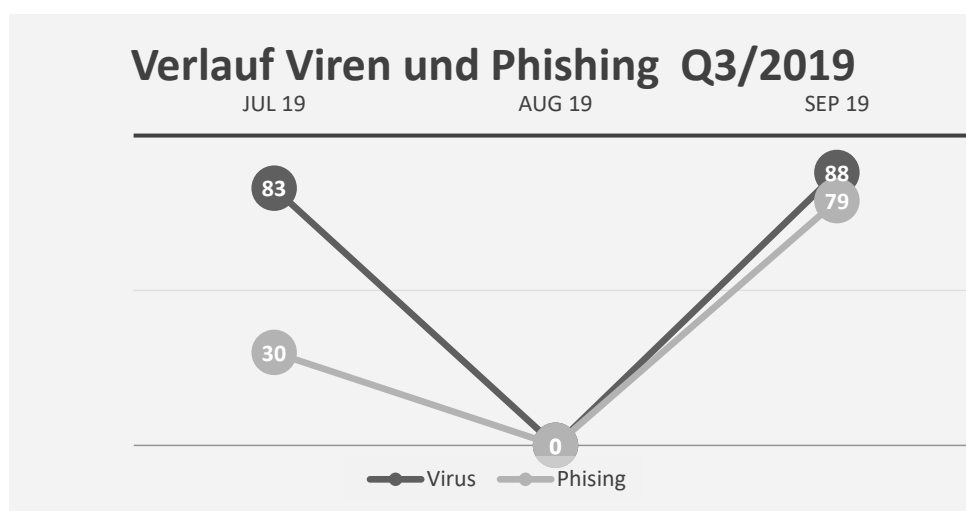 Verlauf Viren und Phishing Q3/2019
JUL 19 AUG 19 SEP 19
83 88
79
30
0
Virus Phising